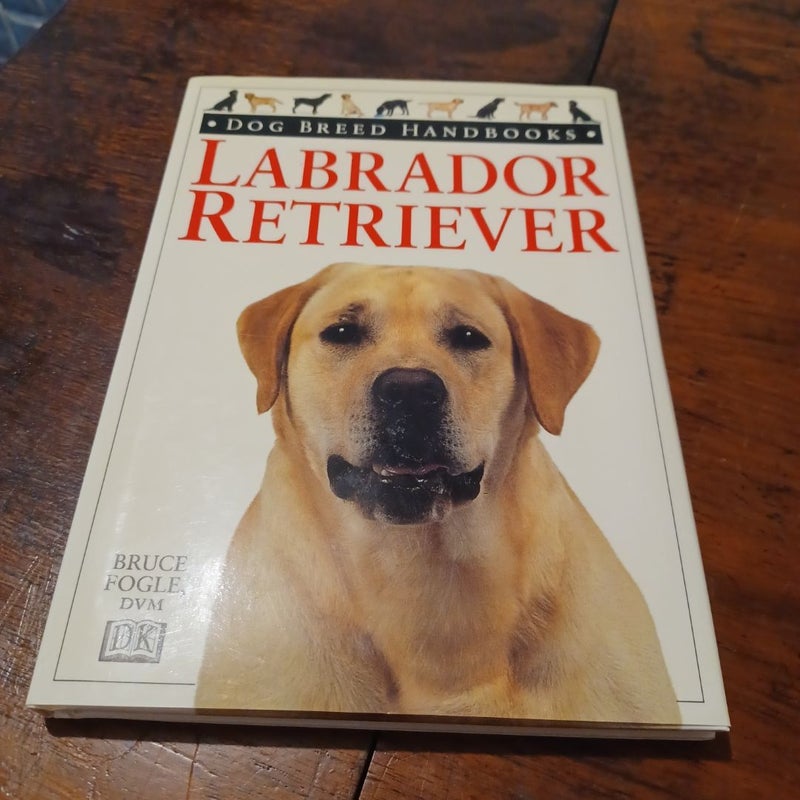 • DOG BREED HANDBOOKS •
LABRADOR
RETRIEVER
BRUCE
FOGLE,
DVM
DK